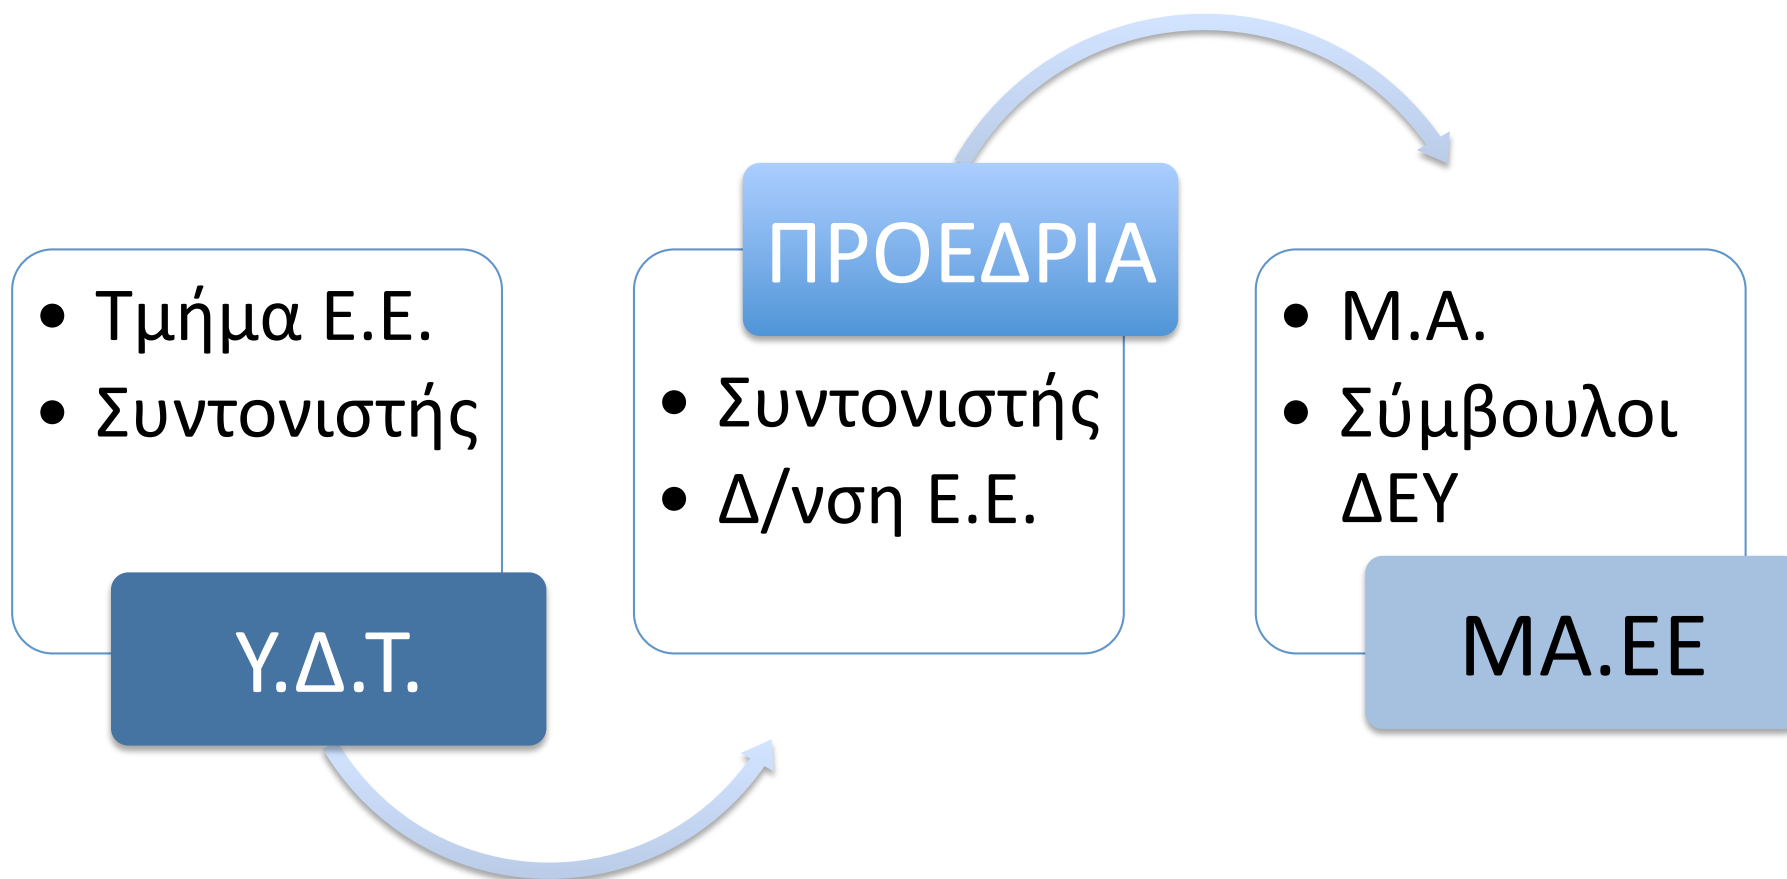 • Τμήμα Ε.Ε.
• Συντονιστής
Υ.Δ.Τ.
ΠΡΟΕΔΡΙΑ
• Συντονιστής
• Δ/νση Ε.Ε.
• Μ.Α.
• Σύμβουλοι
ΔΕΥ
ΜΑ.ΕΕ